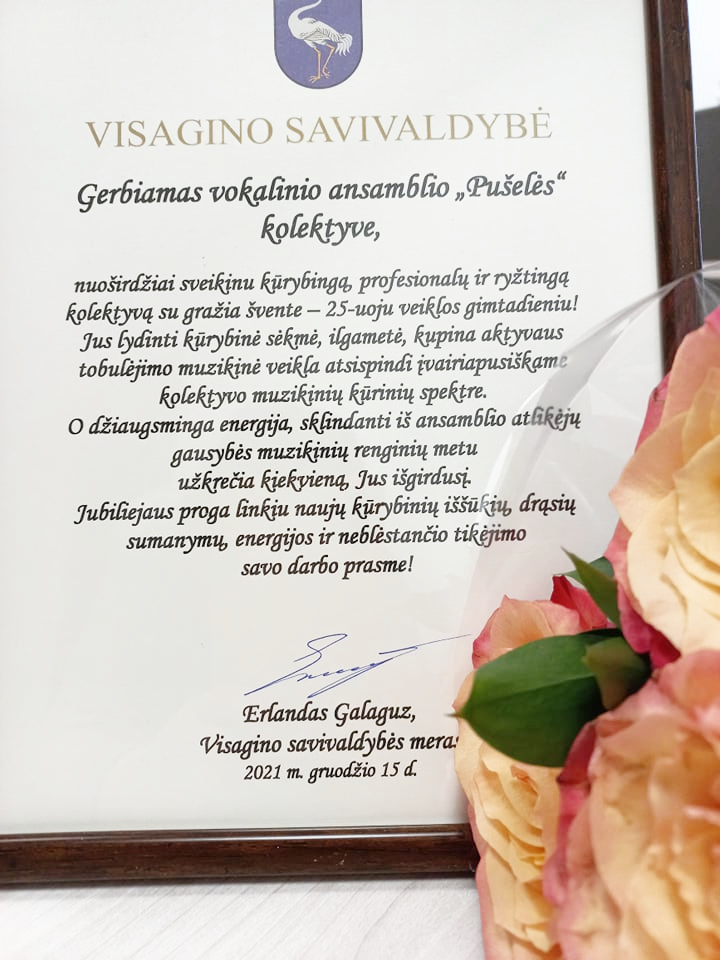 VISAGINO SAVIVALDYBĖ
Gerbiamas vokalinio ansamblio „Pušelės“
kolektyve,
nuoširdžiai sveikinu kūrybingą, profesionalų ir ryžtingą
kolektyvą su gražia švente – 25-uoju veiklos gimtadieniu!
Jus lydinti kūrybinė sėkmė, ilgametė, kupina aktyvaus
tobulėjimo muzikinė veikla atsispindi įvairiapusiškame
kolektyvo muzikinių kūrinių spektre.
O džiaugsminga energija, sklindanti iš ansamblio atlikėjų
gausybės muzikinių renginių metu
užkrečia kiekvieną, Jus išgirdusį.
Jubiliejaus proga linkiu naujų kūrybinių iššūkių, drąsių
sumanymų, energijos ir neblėstančio tikėjimo
savo darbo prasme!
Erlandas Galaguz,
Visagino savivaldybės meras
2021 m. gruodžio 15 d.